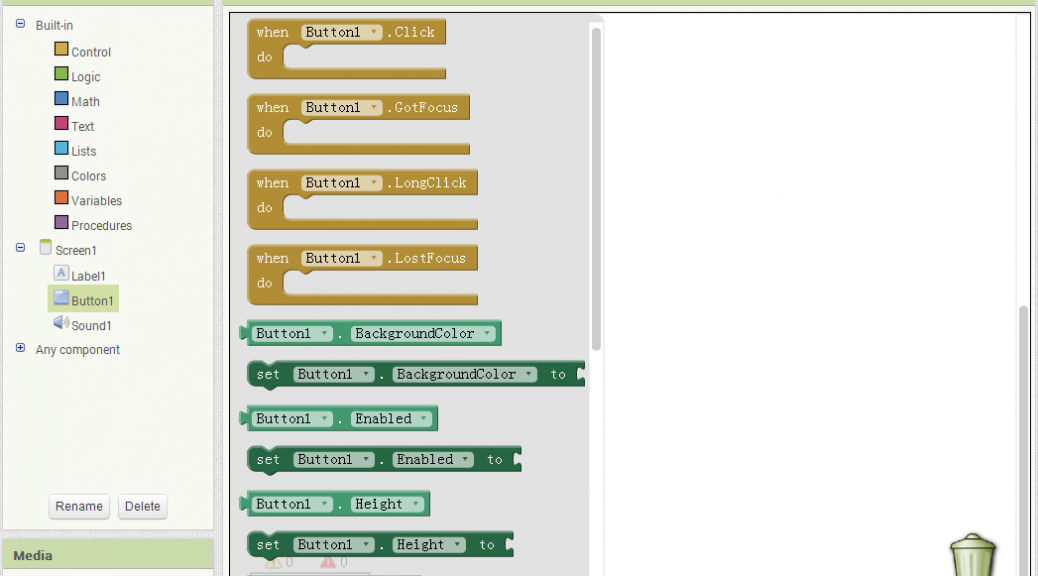 Built-in
Control
Logic
Math
Text
Lists
Colors
Variables
Procedures
Screen1
A Label1
Button1
Sound1
Any component
Rename Delete
Media
when Button1 .Click
do
when Button1 .GotFocus
do
when Button1 .LongClick
do
when Button1 .LostFocus
do
Button1 . BackgroundColor
set Button1 . BackgroundColor to
Button1 . Enabled
set Button1 . Enabled to
Button1 . Height
set Button1 . Height to
0 0